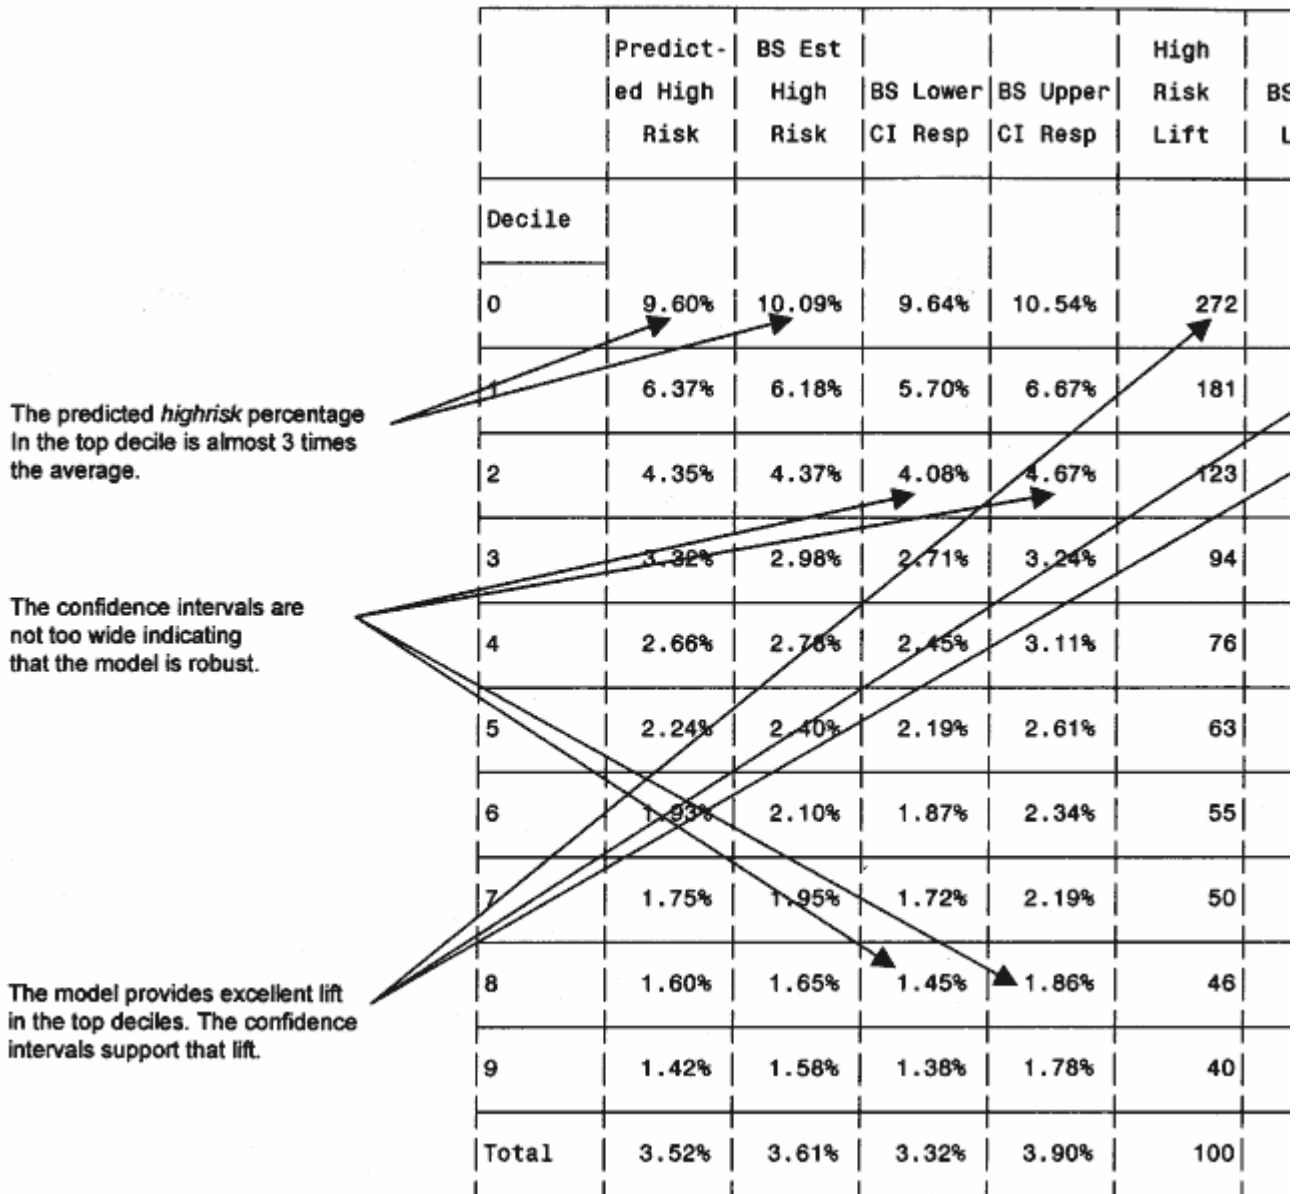 Predict- BS Est High
ed High High BS Lower BS Upper Risk BS
Risk Risk CI Resp CI Resp Lift L
Decile
0 9.60% 10.09% 9.64% 10.54% 272
1 6.37% 6.18% 5.70% 6.67% 181
The predicted highrisk percentage
In the top decile is almost 3 times
the average.
2 4.35% 4.37% 4.08% 4.67% 123
3 3.32% 2.98% 2.71% 3.24% 94
The confidence intervals are
not too wide indicating
that the model is robust.
4 2.66% 2.78% 2.45% 3.11% 76
5 2.24% 2.40% 2.19% 2.61% 63
6 1.93% 2.10% 1.87% 2.34% 55
7 1.75% 1.95% 1.72% 2.19% 50
The model provides excellent lift
in the top deciles. The confidence
intervals support that lift.
8 1.60% 1.65% 1.45% 1.86% 46
9 1.42% 1.58% 1.38% 1.78% 40
Total 3.52% 3.61% 3.32% 3.90% 100